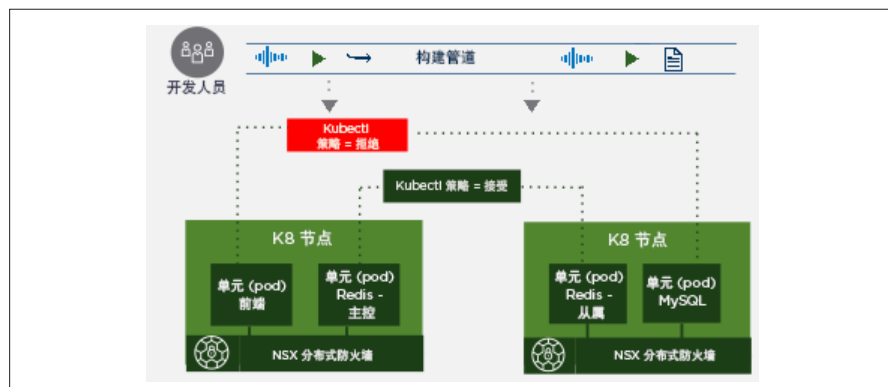 构建管道
开发人员
Kubectl
策略 = 拒绝
Kubectl 策略 = 接受
K8 节点
K8 节点
单元 (pod)
前端
单元 (pod)
Redis -
主控
单元 (pod)
Redis -
从属
单元 (pod)
MySQL
NSX 分布式防火墙
NSX 分布式防火墙